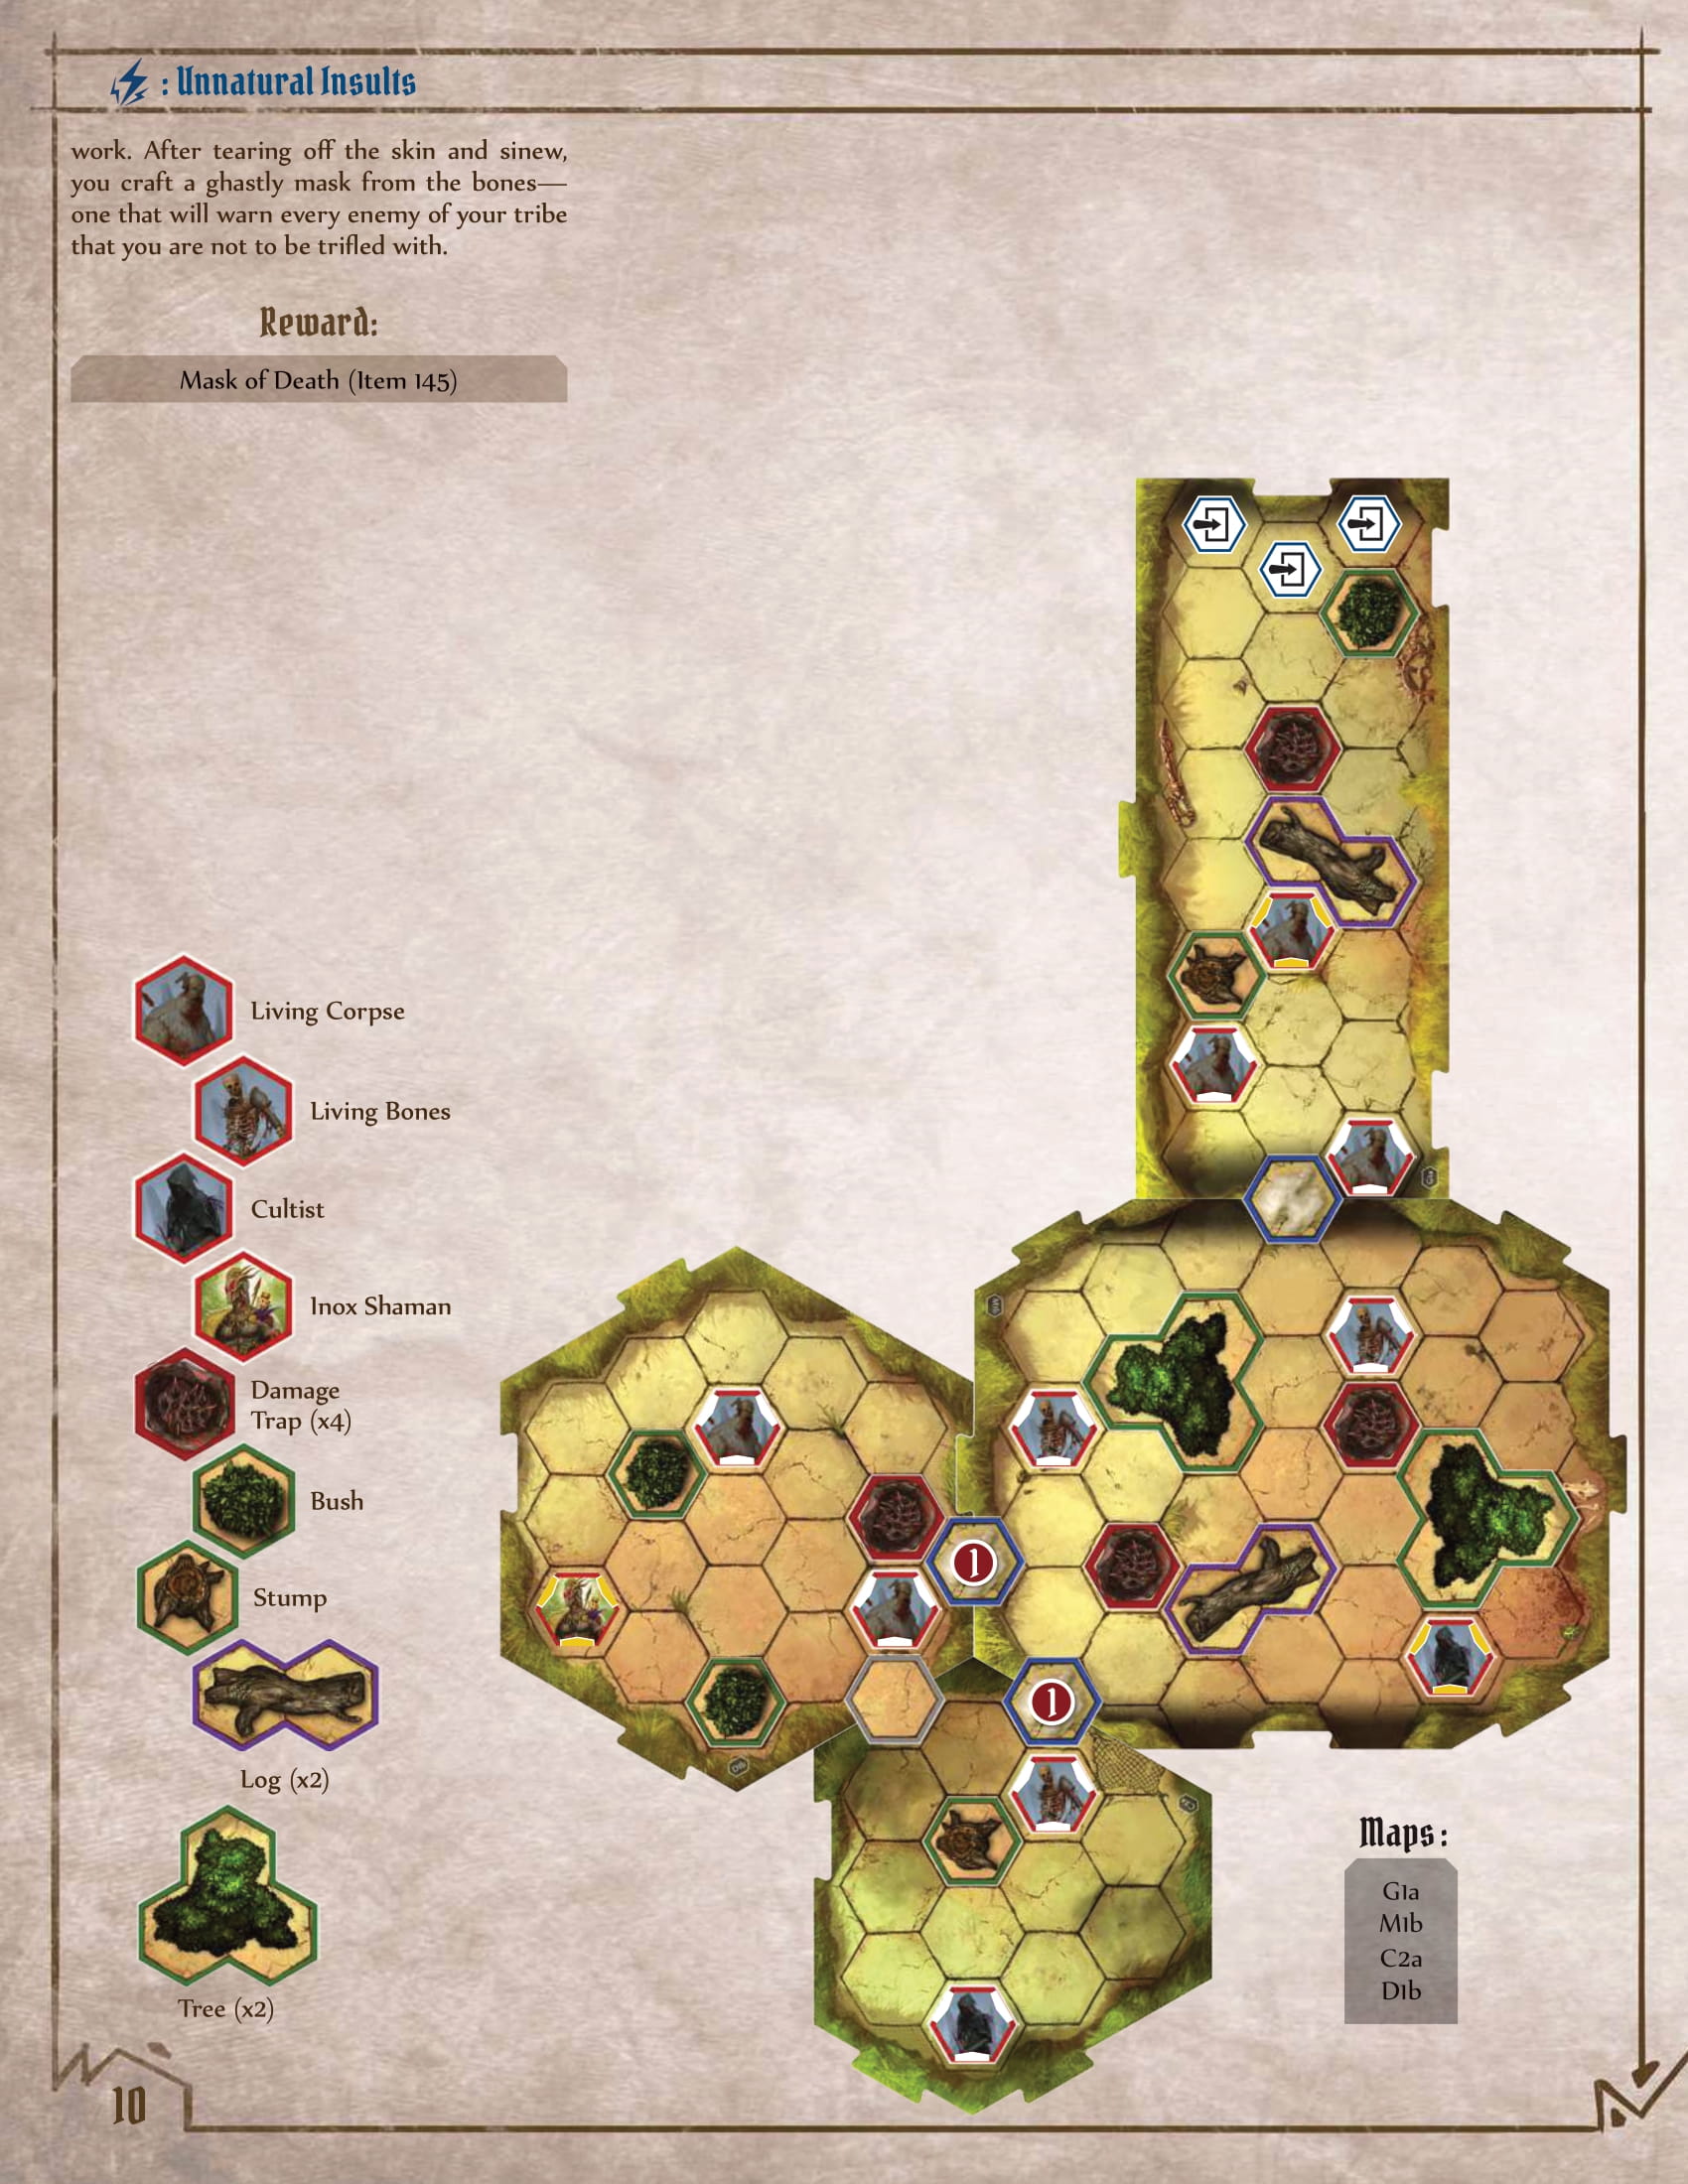 : Unnatural Insults
work. After tearing off the skin and sinew,
you craft a ghastly mask from the bones—
one that will warn every enemy of your tribe
that you are not to be trifled with.
Reward:
Mask of Death (Item 145)
Living Corpse
Living Bones
Cultist
Inox Shaman
Damage
Trap (x4)
Bush
Stump
Log (x2)
Tree (x2)
1
1
Maps:
G1a
M1b
C2a
D1b
10